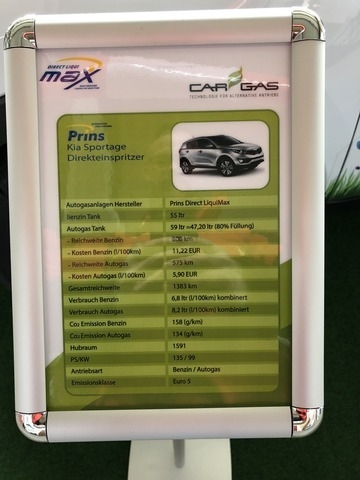 DIRECT LIQUI
max
CAR GAS
TECHNOLOGIE FÜR ALTERNATIVE ANTRIEBE
Prins
Kia Sportage
Direkteinspritzer
Autogasanlagen Hersteller Prins Direct LiquiMax
Benzin Tank 55 ltr
Autogas Tank 59 ltr =47,20 ltr (80% Füllung)
- Reichweite Benzin 808 km
- Kosten Benzin (l/100km) 11,22 EUR
- Reichweite Autogas 575 km
- Kosten Autogas (l/100km) 5,90 EUR
Gesamtreichweite 1383 km
Verbrauch Benzin 6,8 ltr (l/100km) kombiniert
Verbrauch Autogas 8,2 ltr (l/100km) kombiniert
Co2 Emission Benzin 158 (g/km)
Co2 Emission Autogas 134 (g/km)
Hubraum 1591
PS/KW 135 / 99
Antriebsart Benzin / Autogas
Emissionsklasse Euro 5